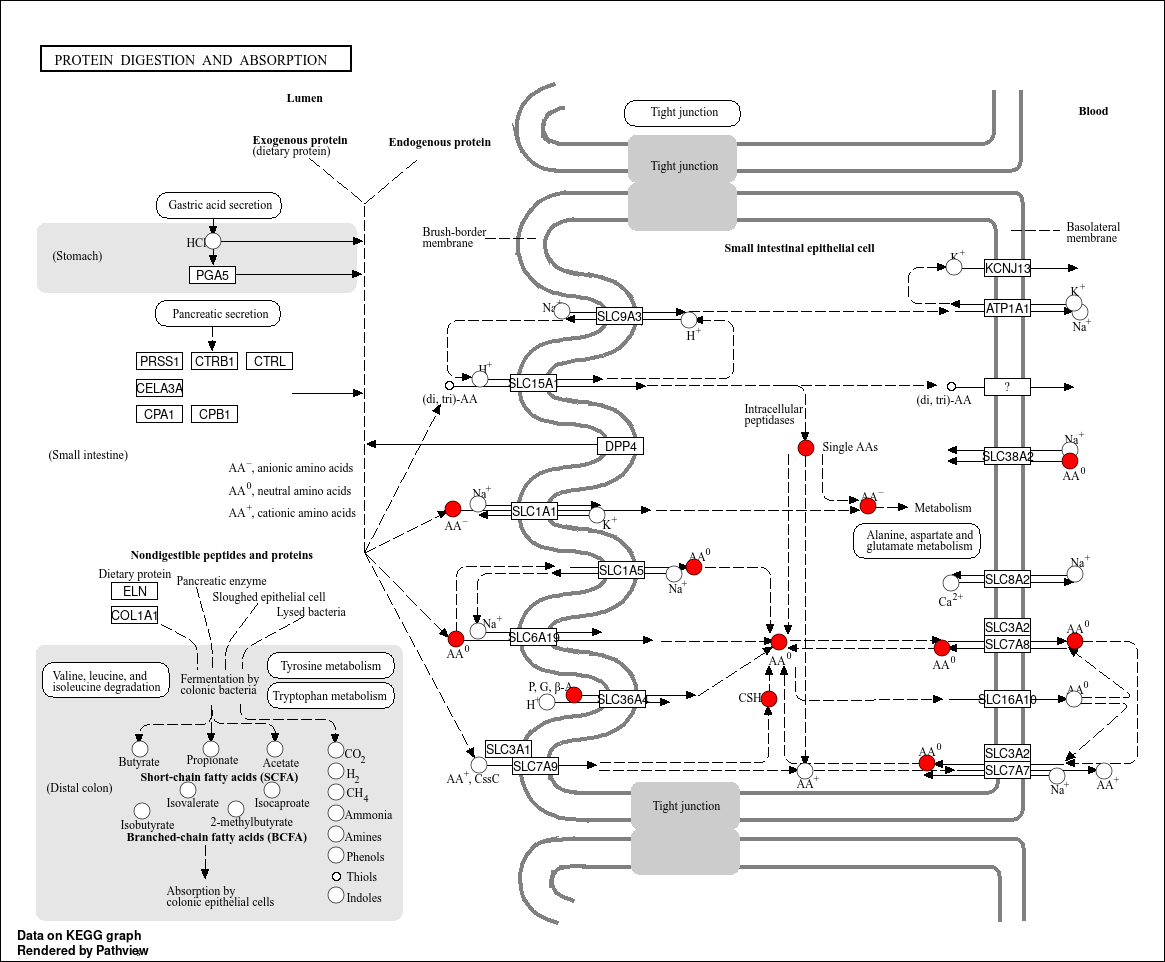 PROTEIN DIGESTION AND ABSORPTION
Lumen
Blood
Tight junction
Exogenous protein
(dietary protein)
Endogenous protein
Tight junction
Gastric acid secretion
Brush-border
membrane
Basolateral
membrane
HCl
(Stomach)
Small intestinal epithelial cell
PGA5
K+
KCNJ13
Pancreatic secretion
Na+
SLC9A3
H+
K+
ATP1A1
Na+
PRSS1
CTRB1
CTRL
CELA3A
CPA1
CPB1
H+
SLC15A1
(di, tri)-AA
?
(di, tri)-AA
Intracellular
peptidases
(Small intestine)
DPP4
Single AAs
Na+
SLC38A2
AA0
AA−, anionic amino acids
AA0, neutral amino acids
AA+, cationic amino acids
Na+
AA−
SLC1A1
K+
AA−
Metabolism
Alanine, aspartate and
glutamate metabolism
Nondigestible peptides and proteins
Dietary protein
Pancreatic enzyme
Sloughed epithelial cell
Lysed bacteria
ELN
COL1A1
SLC1A5
AA0
Na+
Na+
SLC8A2
Ca2+
Na+
AA0
SLC6A19
AA0
SLC3A2
SLC7A8
AA0
AA0
Valine, leucine, and
isoleucine degradation
Fermentation by
colonic bacteria
Tyrosine metabolism
Tryptophan metabolism
P, G, β-A
H+
SLC36A4
CSH
SLC16A10
AA0
Butyrate
Propionate
Acetate
Short-chain fatty acids (SCFA)
Isovalerate
Isocaproate
Isobutyrate
2-methylbutyrate
Branched-chain fatty acids (BCFA)
(Distal colon)
CO2
H2
CH4
Ammonia
Amines
Phenols
Thiols
Indoles
Absorption by
colonic epithelial cells
SLC3A1
SLC7A9
AA+, CssC
AA+
AA0
SLC3A2
SLC7A7
Na+
AA+
Tight junction
Data on KEGG graph
Rendered by Pathview